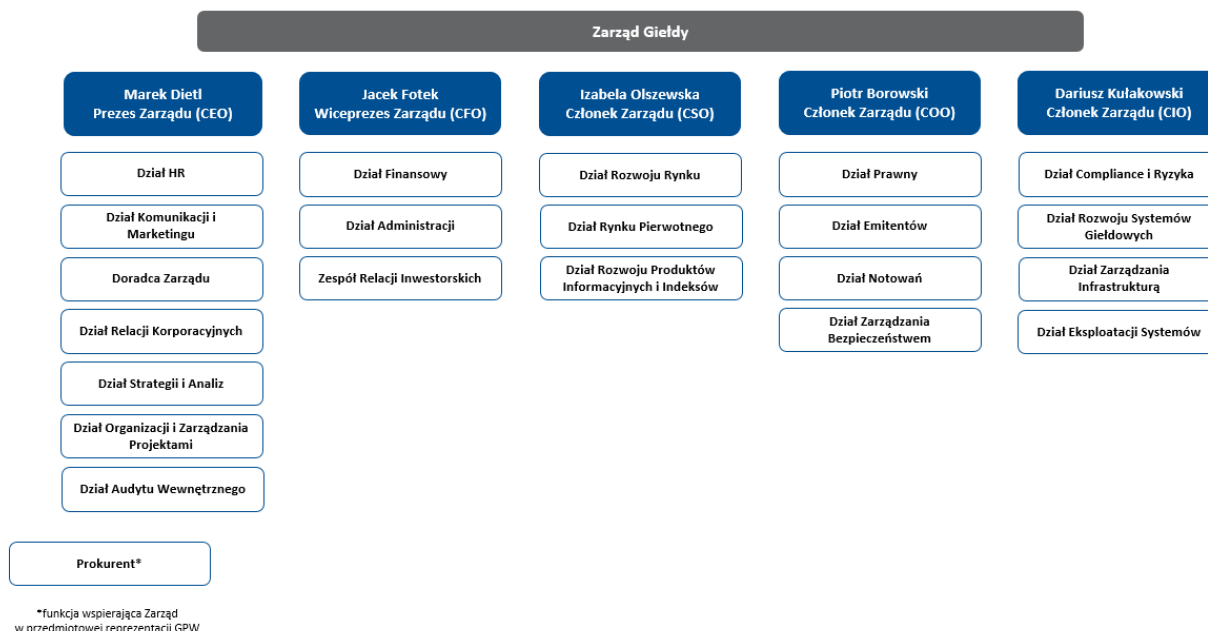 Zarząd Giełdy
Marek Dietl
Prezes Zarządu (CEO)
Dział HR
Dział Komunikacji i
Marketingu
Doradca Zarządu
Dział Relacji Korporacyjnych
Dział Strategii i Analiz
Dział Organizacji i Zarządzania
Projektami
Dział Audytu Wewnętrznego
Jacek Fotek
Wiceprezes Zarządu (CFO)
Dział Finansowy
Dział Administracji
Zespół Relacji Inwestorskich
Izabela Olszewska
Członek Zarządu (CSO)
Dział Rozwoju Rynku
Dział Rynku Pierwotnego
Dział Rozwoju Produktów
Informacyjnych i Indeksów
Piotr Borowski
Członek Zarządu (COO)
Dział Prawny
Dział Emitentów
Dział Notowań
Dział Zarządzania
Bezpieczeństwem
Dariusz Kułakowski
Członek Zarządu (CIO)
Dział Compliance i Ryzyka
Dział Rozwoju Systemów
Giełdowych
Dział Zarządzania
Infrastrukturą
Dział Eksploatacji Systemów
Prokurent*
*funkcja wspierająca Zarząd
w przedmiotowej reprezentacji GPW